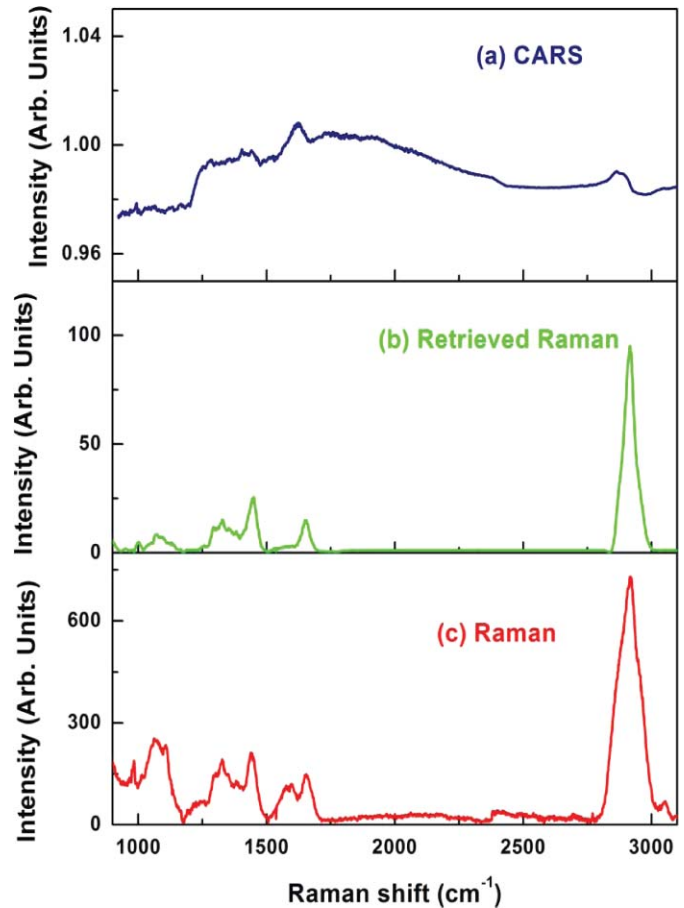 1.04
(a) CARS
1.00
0.96
Intensity (Arb. Units)
100
(b) Retrieved Raman
50
0
Intensity (Arb. Units)
600
(c) Raman
300
0
Intensity (Arb. Units)
1000 1500 2000 2500 3000
Raman shift (cm⁻¹)